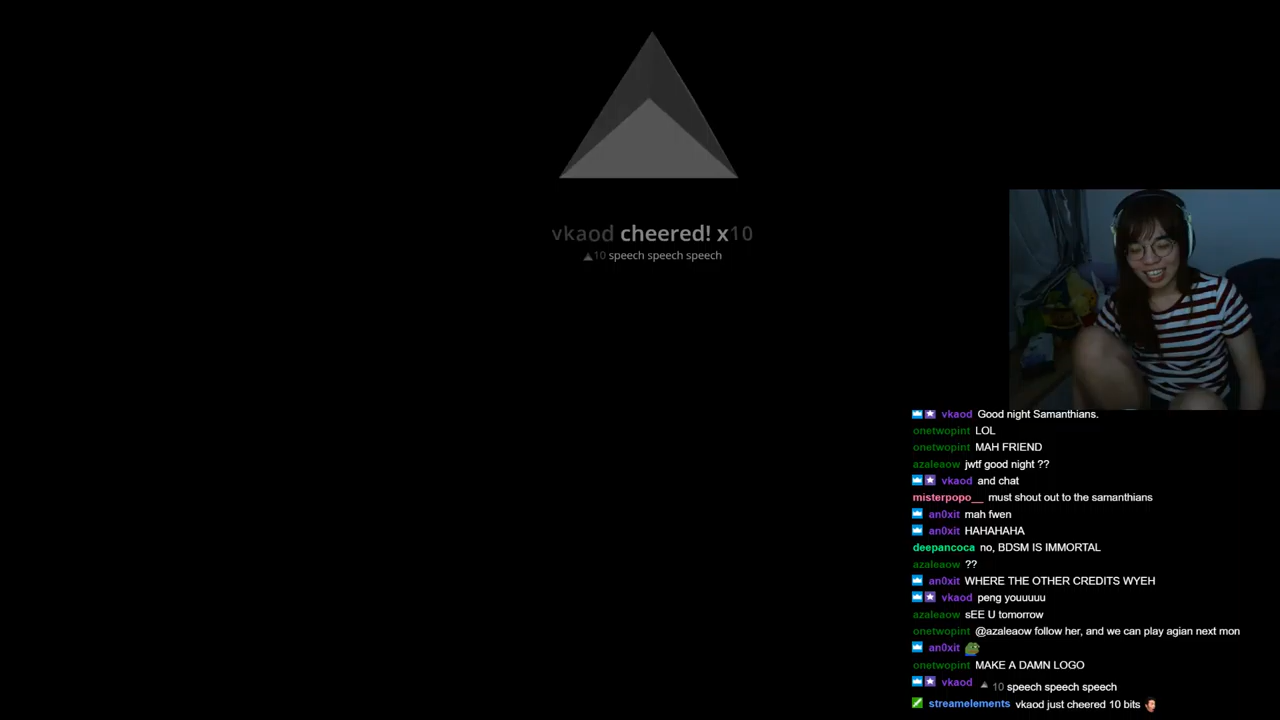 vkaod cheered! x10
10 speech speech speech
vkaod Good night Samanthians.
onetwopint LOL
onetwopint MAH FRIEND
azaleaow jwtf good night ??
vkaod and chat
misterpopo__ must shout out to the samanthians
an0xit mah fwen
an0xit HAHAHAHA
deepancoca no, BDSM IS IMMORTAL
azaleaow ??
an0xit WHERE THE OTHER CREDITS WYEH
vkaod peng youuuuu
azaleaow sEE U tomorrow
onetwopint @azaleaow follow her, and we can play agian next mon
an0xit
onetwopint MAKE A DAMN LOGO
vkaod 10 speech speech speech
streamelements vkaod just cheered 10 bits